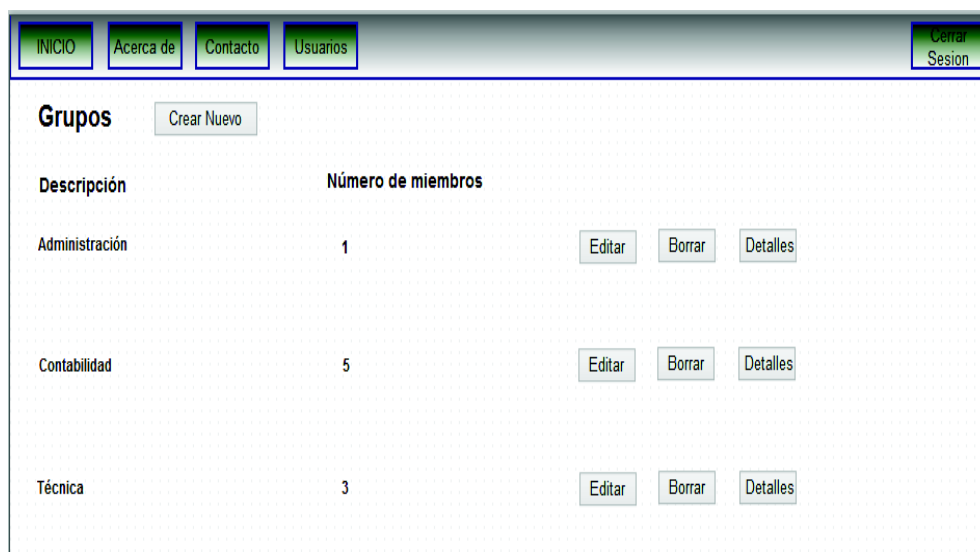 INICIO Acerca de Contacto Usuarios Cerrar
Sesion
Grupos Crear Nuevo
Descripción Número de miembros
Administración 1 Editar Borrar Detalles
Contabilidad 5 Editar Borrar Detalles
Técnica 3 Editar Borrar Detalles